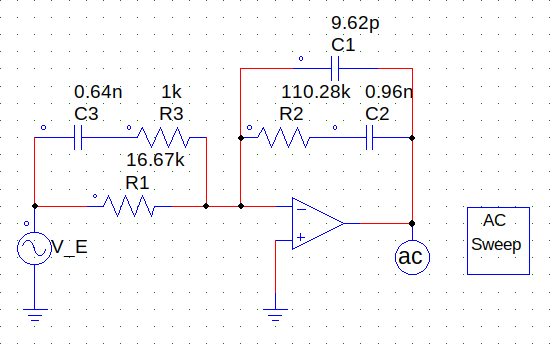 9.62p
C1
0.64n
C3
1k
R3
110.28k
R2
0.96n
C2
16.67k
R1
V_E
−
+
ac
AC
Sweep